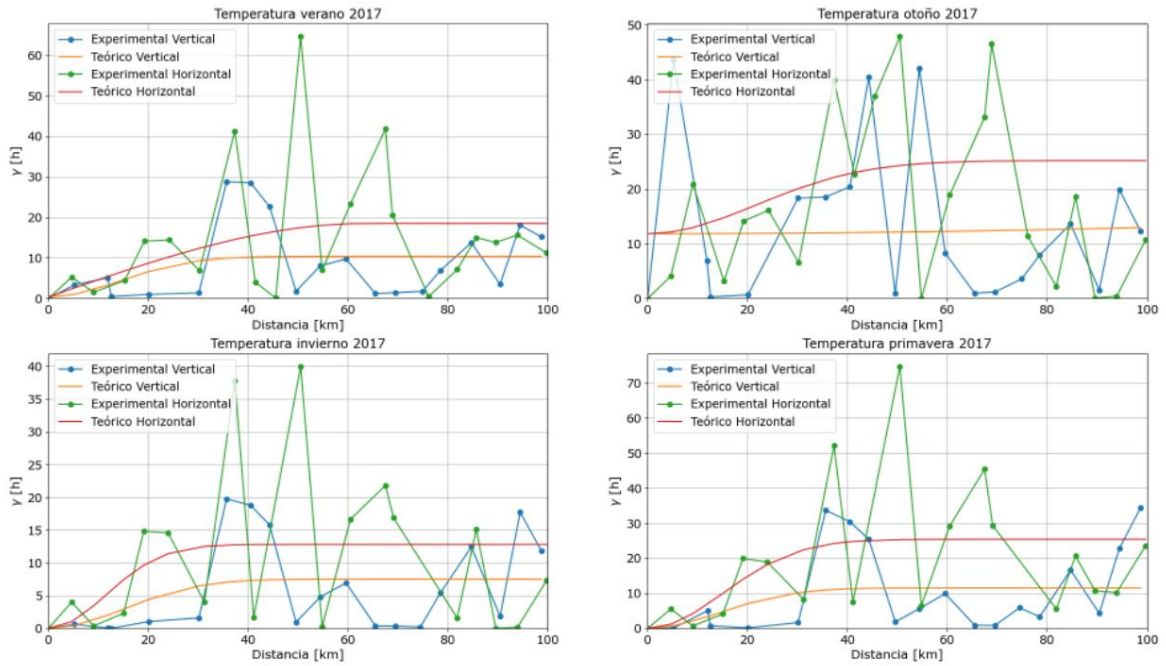 Temperatura verano 2017
γ [h]
60
50
40
30
20
10
0
Experimental Vertical
Teórico Vertical
Experimental Horizontal
Teórico Horizontal
0 20 40 60 80 100
Distancia [km]
Temperatura otoño 2017
γ [h]
50
40
30
20
10
0
Experimental Vertical
Teórico Vertical
Experimental Horizontal
Teórico Horizontal
0 20 40 60 80 100
Distancia [km]
Temperatura invierno 2017
γ [h]
40
35
30
25
20
15
10
5
0
Experimental Vertical
Teórico Vertical
Experimental Horizontal
Teórico Horizontal
0 20 40 60 80 100
Distancia [km]
Temperatura primavera 2017
γ [h]
70
60
50
40
30
20
10
0
Experimental Vertical
Teórico Vertical
Experimental Horizontal
Teórico Horizontal
0 20 40 60 80 100
Distancia [km]